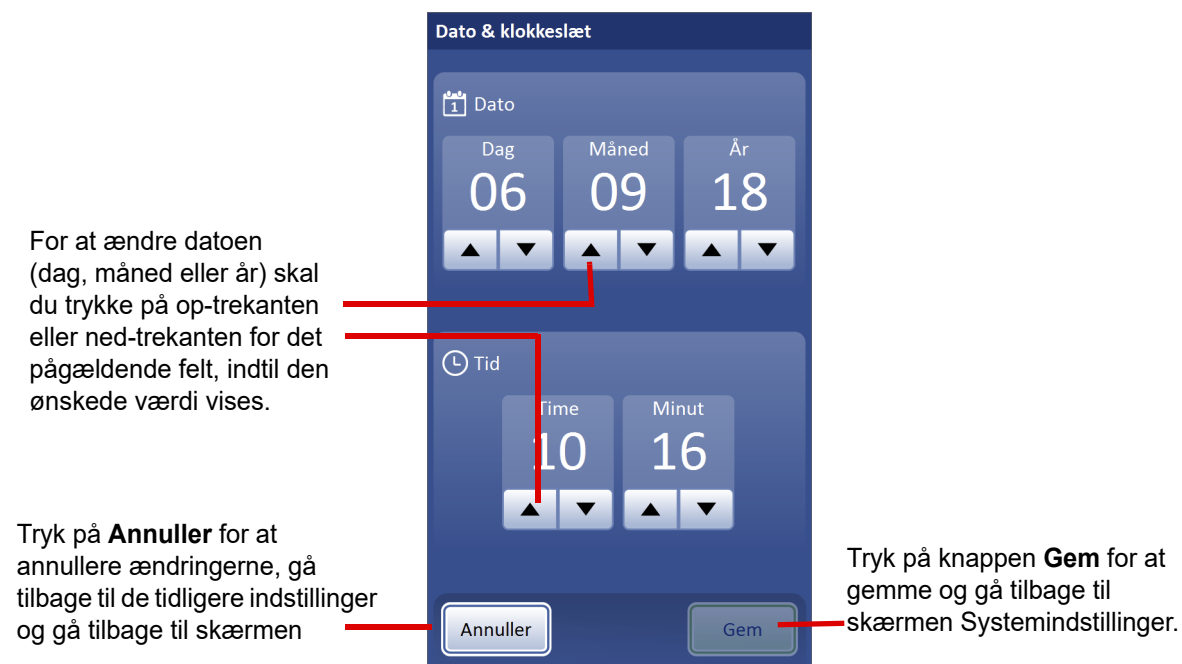 Dato & klokkeslæt
1 Dato
Dag Måned År
06 09 18
For at ændre datoen
(dag, måned eller år) skal
du trykke på op-trekanten
eller ned-trekanten for det
pågældende felt, indtil den
ønskede værdi vises.
Tid
Time Minut
10 16
Tryk på Annuller for at
annullere ændringerne, gå
tilbage til de tidligere indstillinger
og gå tilbage til skærmen
Annuller
Gem
Tryk på knappen Gem for at
gemme og gå tilbage til
skærmen Systemindstillinger.